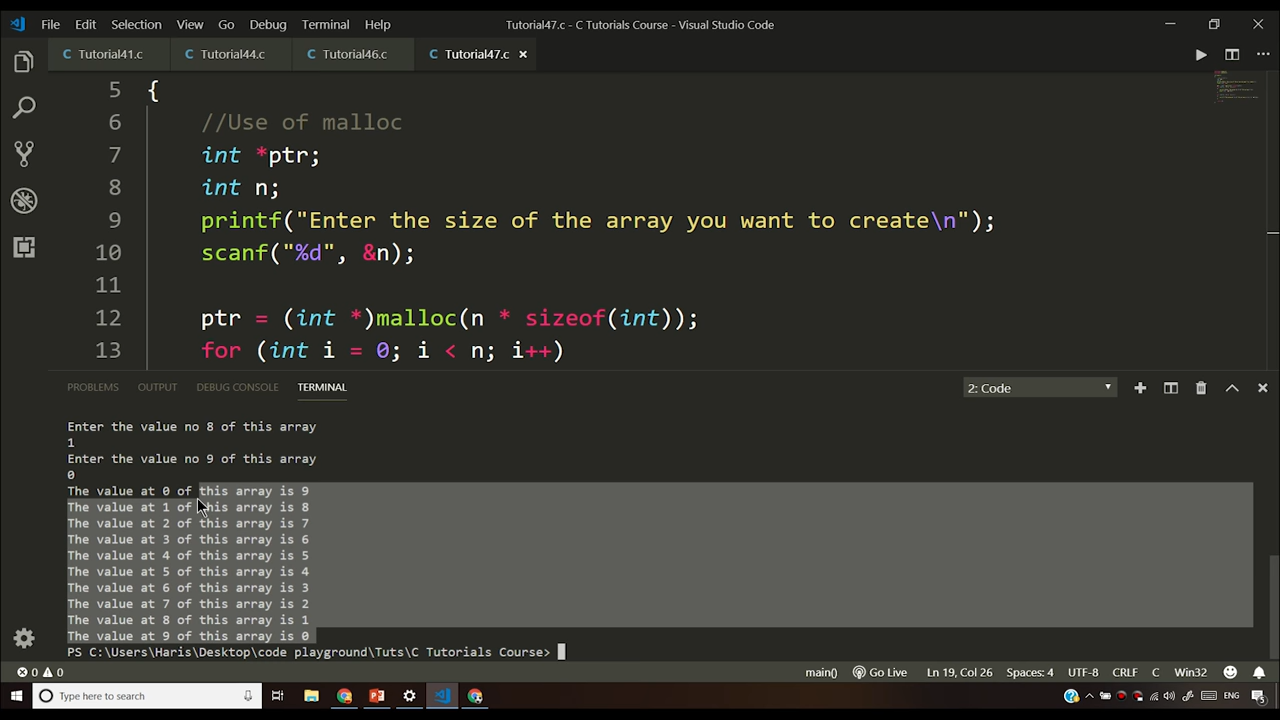 File Edit Selection View Go Debug Terminal Help Tutorial47.c - C Tutorials Course - Visual Studio Code
C Tutorial41.c C Tutorial44.c C Tutorial46.c C Tutorial47.c
5 {
6 //Use of malloc
7 int *ptr;
8 int n;
9 printf("Enter the size of the array you want to create\n");
10 scanf("%d", &n);
11
12 ptr = (int *)malloc(n * sizeof(int));
13 for (int i = 0; i < n; i++)
PROBLEMS OUTPUT DEBUG CONSOLE TERMINAL 2: Code
Enter the value no 8 of this array
1
Enter the value no 9 of this array
0
The value at 0 of this array is 9
The value at 1 of this array is 8
The value at 2 of this array is 7
The value at 3 of this array is 6
The value at 4 of this array is 5
The value at 5 of this array is 4
The value at 6 of this array is 3
The value at 7 of this array is 2
The value at 8 of this array is 1
The value at 9 of this array is 0
PS C:\Users\Haris\Desktop\code playground\Tuts\C Tutorials Course>
0 0 main() Go Live Ln 19, Col 26 Spaces: 4 UTF-8 CRLF C Win32
Type here to search ENG 5